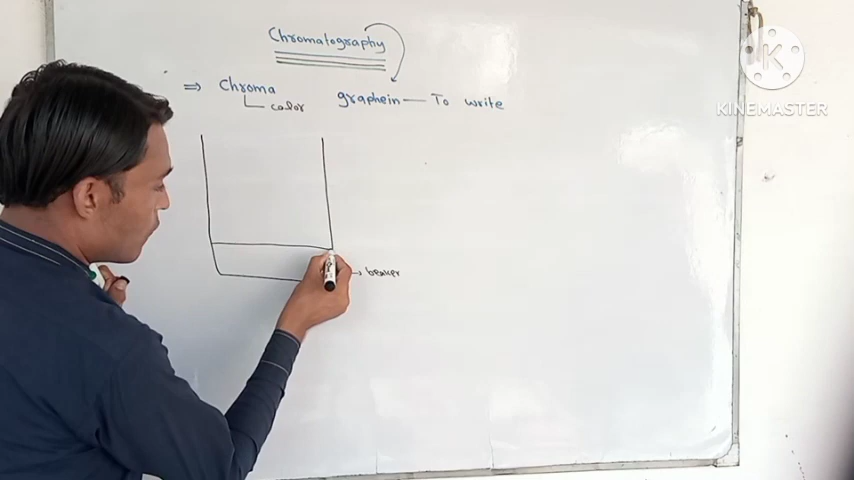 Chromatography
⇒ Chroma graphein — To write
color
beaker
KINEMASTER